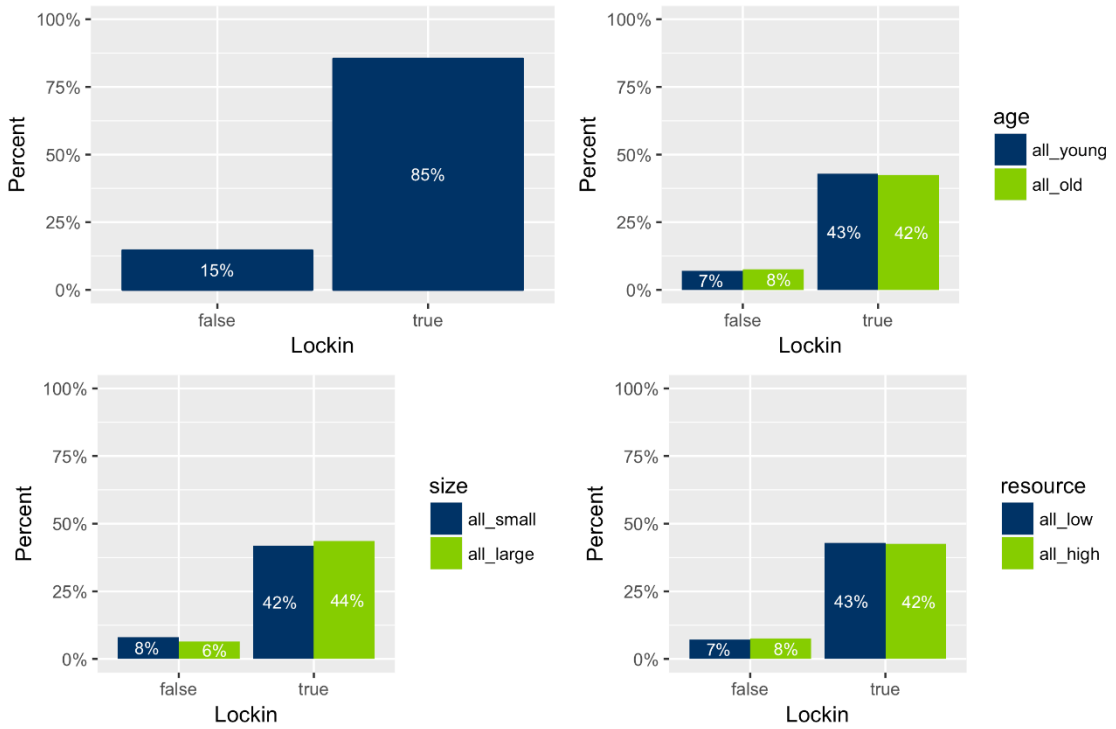 100%
75%
50%
25%
0%
Percent
15%
85%
false
true
Lockin
100%
75%
50%
25%
0%
Percent
7%
8%
43%
42%
false
true
Lockin
age
all_young
all_old
100%
75%
50%
25%
0%
Percent
8%
6%
42%
44%
false
true
Lockin
size
all_small
all_large
100%
75%
50%
25%
0%
Percent
7%
8%
43%
42%
false
true
Lockin
resource
all_low
all_high